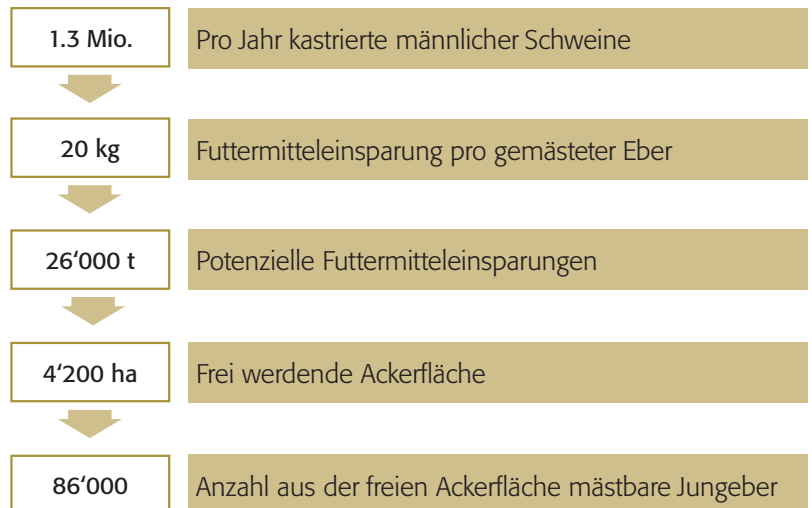 1.3 Mio. Pro Jahr kastrierte männlicher Schweine
20 kg Futtermitteleinsparung pro gemästeter Eber
26‘000 t Potenzielle Futtermitteleinsparungen
4‘200 ha Frei werdende Ackerfläche
86‘000 Anzahl aus der freien Ackerfläche mästbare Jungeber